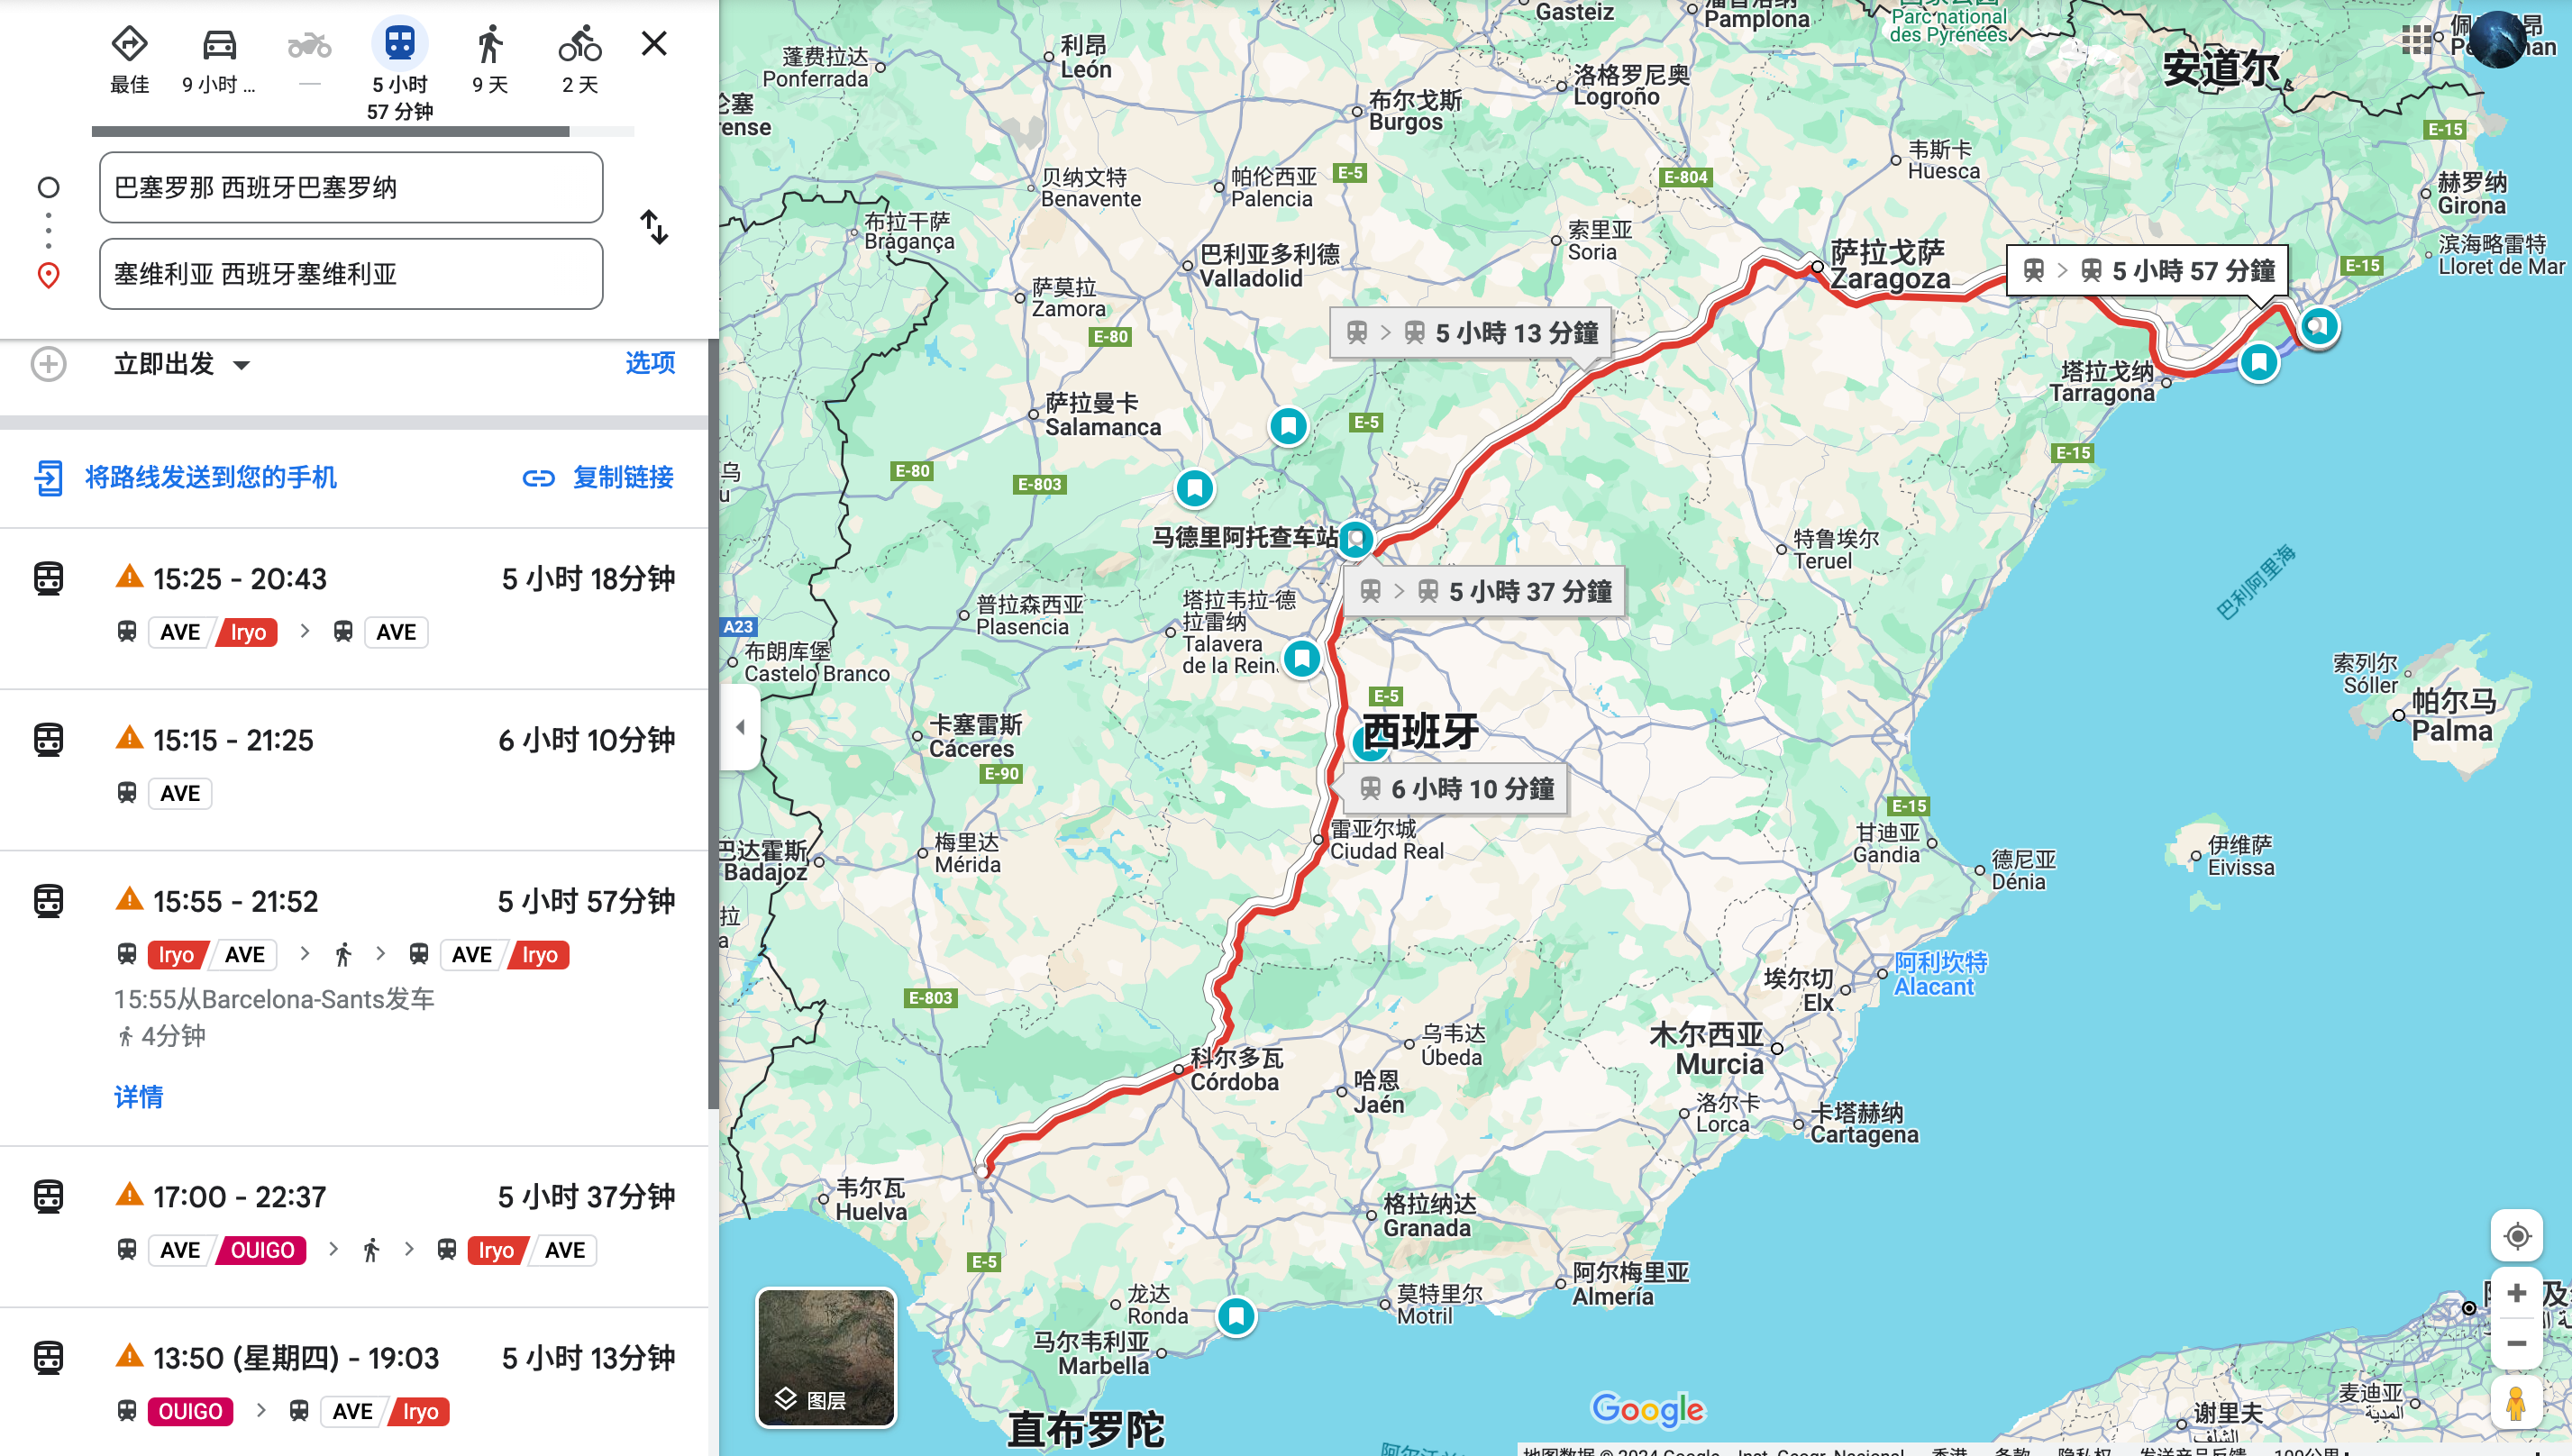 最佳
9 小时 ...
—
5 小时
57 分钟
9 天
2 天
巴塞罗那 西班牙巴塞罗纳
塞维利亚 西班牙塞维利亚
立即出发
选项
将路线发送到您的手机
复制链接
15:25 - 20:43
5 小时 18分钟
AVE Iryo > AVE
15:15 - 21:25
6 小时 10分钟
AVE
15:55 - 21:52
5 小时 57分钟
Iryo AVE > > AVE Iryo
15:55从Barcelona-Sants发车
4分钟
详情
17:00 - 22:37
5 小时 37分钟
AVE OUIGO > > Iryo AVE
13:50 (星期四) - 19:03
5 小时 13分钟
OUIGO > AVE Iryo
Gasteiz
Pamplona
Parc national
des Pyrénées
安道尔
蓬费拉达
Ponferrada
利昂
León
洛格罗尼奥
Logroño
布尔戈斯
Burgos
伦塞
rense
E-15
韦斯卡
Huesca
贝纳文特
Benavente
帕伦西亚
Palencia
E-5
E-804
赫罗纳
Girona
布拉干萨
Bragança
索里亚
Soria
巴利亚多利德
Valladolid
萨拉戈萨
Zaragoza
5 小時 57 分鐘
E-15
滨海略雷特
Lloret de Mar
萨莫拉
Zamora
E-80
5 小時 13 分鐘
塔拉戈纳
Tarragona
萨拉曼卡
Salamanca
E-5
E-15
E-80
E-803
乌
u
马德里阿托查车站
特鲁埃尔
Teruel
巴利阿里海
5 小時 37 分鐘
普拉森西亚
Plasencia
塔拉韦拉-德
拉雷纳
Talavera
de la Rein.
A23
布朗库堡
Castelo Branco
索列尔
Sóller
帕尔马
Palma
E-5
西班牙
卡塞雷斯
Cáceres
E-90
6 小時 10 分鐘
E-15
雷亚尔城
Ciudad Real
甘迪亚
Gandia
伊维萨
Eivissa
德尼亚
Dénia
梅里达
Mérida
巴达霍斯
Badajoz
拉
a
阿利坎特
Alacant
埃尔切
Elx
E-803
乌韦达
Úbeda
木尔西亚
Murcia
科尔多瓦
Córdoba
哈恩
Jaén
洛尔卡
Lorca
卡塔赫纳
Cartagena
韦尔瓦
Huelva
格拉纳达
Granada
E-5
阿尔梅里亚
Almería
龙达
Ronda
莫特里尔
Motril
马尔韦利亚
Marbella
图层
直布罗陀
Google
麦迪亚
المدية
谢里夫
الشلف
地图数据 © 2024 Google, Inst. Geogr. Nacional
香港
条款
隐私权
发送产品反馈
100公里